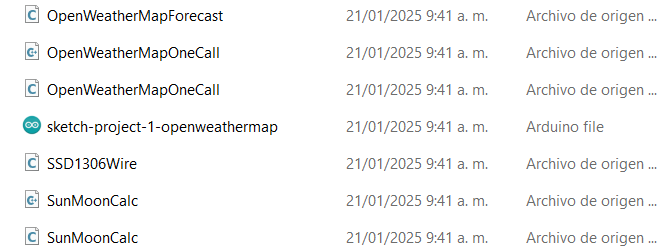 OpenWeatherMapForecast 21/01/2025 9:41 a. m. Archivo de origen ...
OpenWeatherMapOneCall 21/01/2025 9:41 a. m. Archivo de origen ...
OpenWeatherMapOneCall 21/01/2025 9:41 a. m. Archivo de origen ...
sketch-project-1-openweathermap 21/01/2025 9:41 a. m. Arduino file
SSD1306Wire 21/01/2025 9:41 a. m. Archivo de origen ...
SunMoonCalc 21/01/2025 9:41 a. m. Archivo de origen ...
SunMoonCalc 21/01/2025 9:41 a. m. Archivo de origen ...